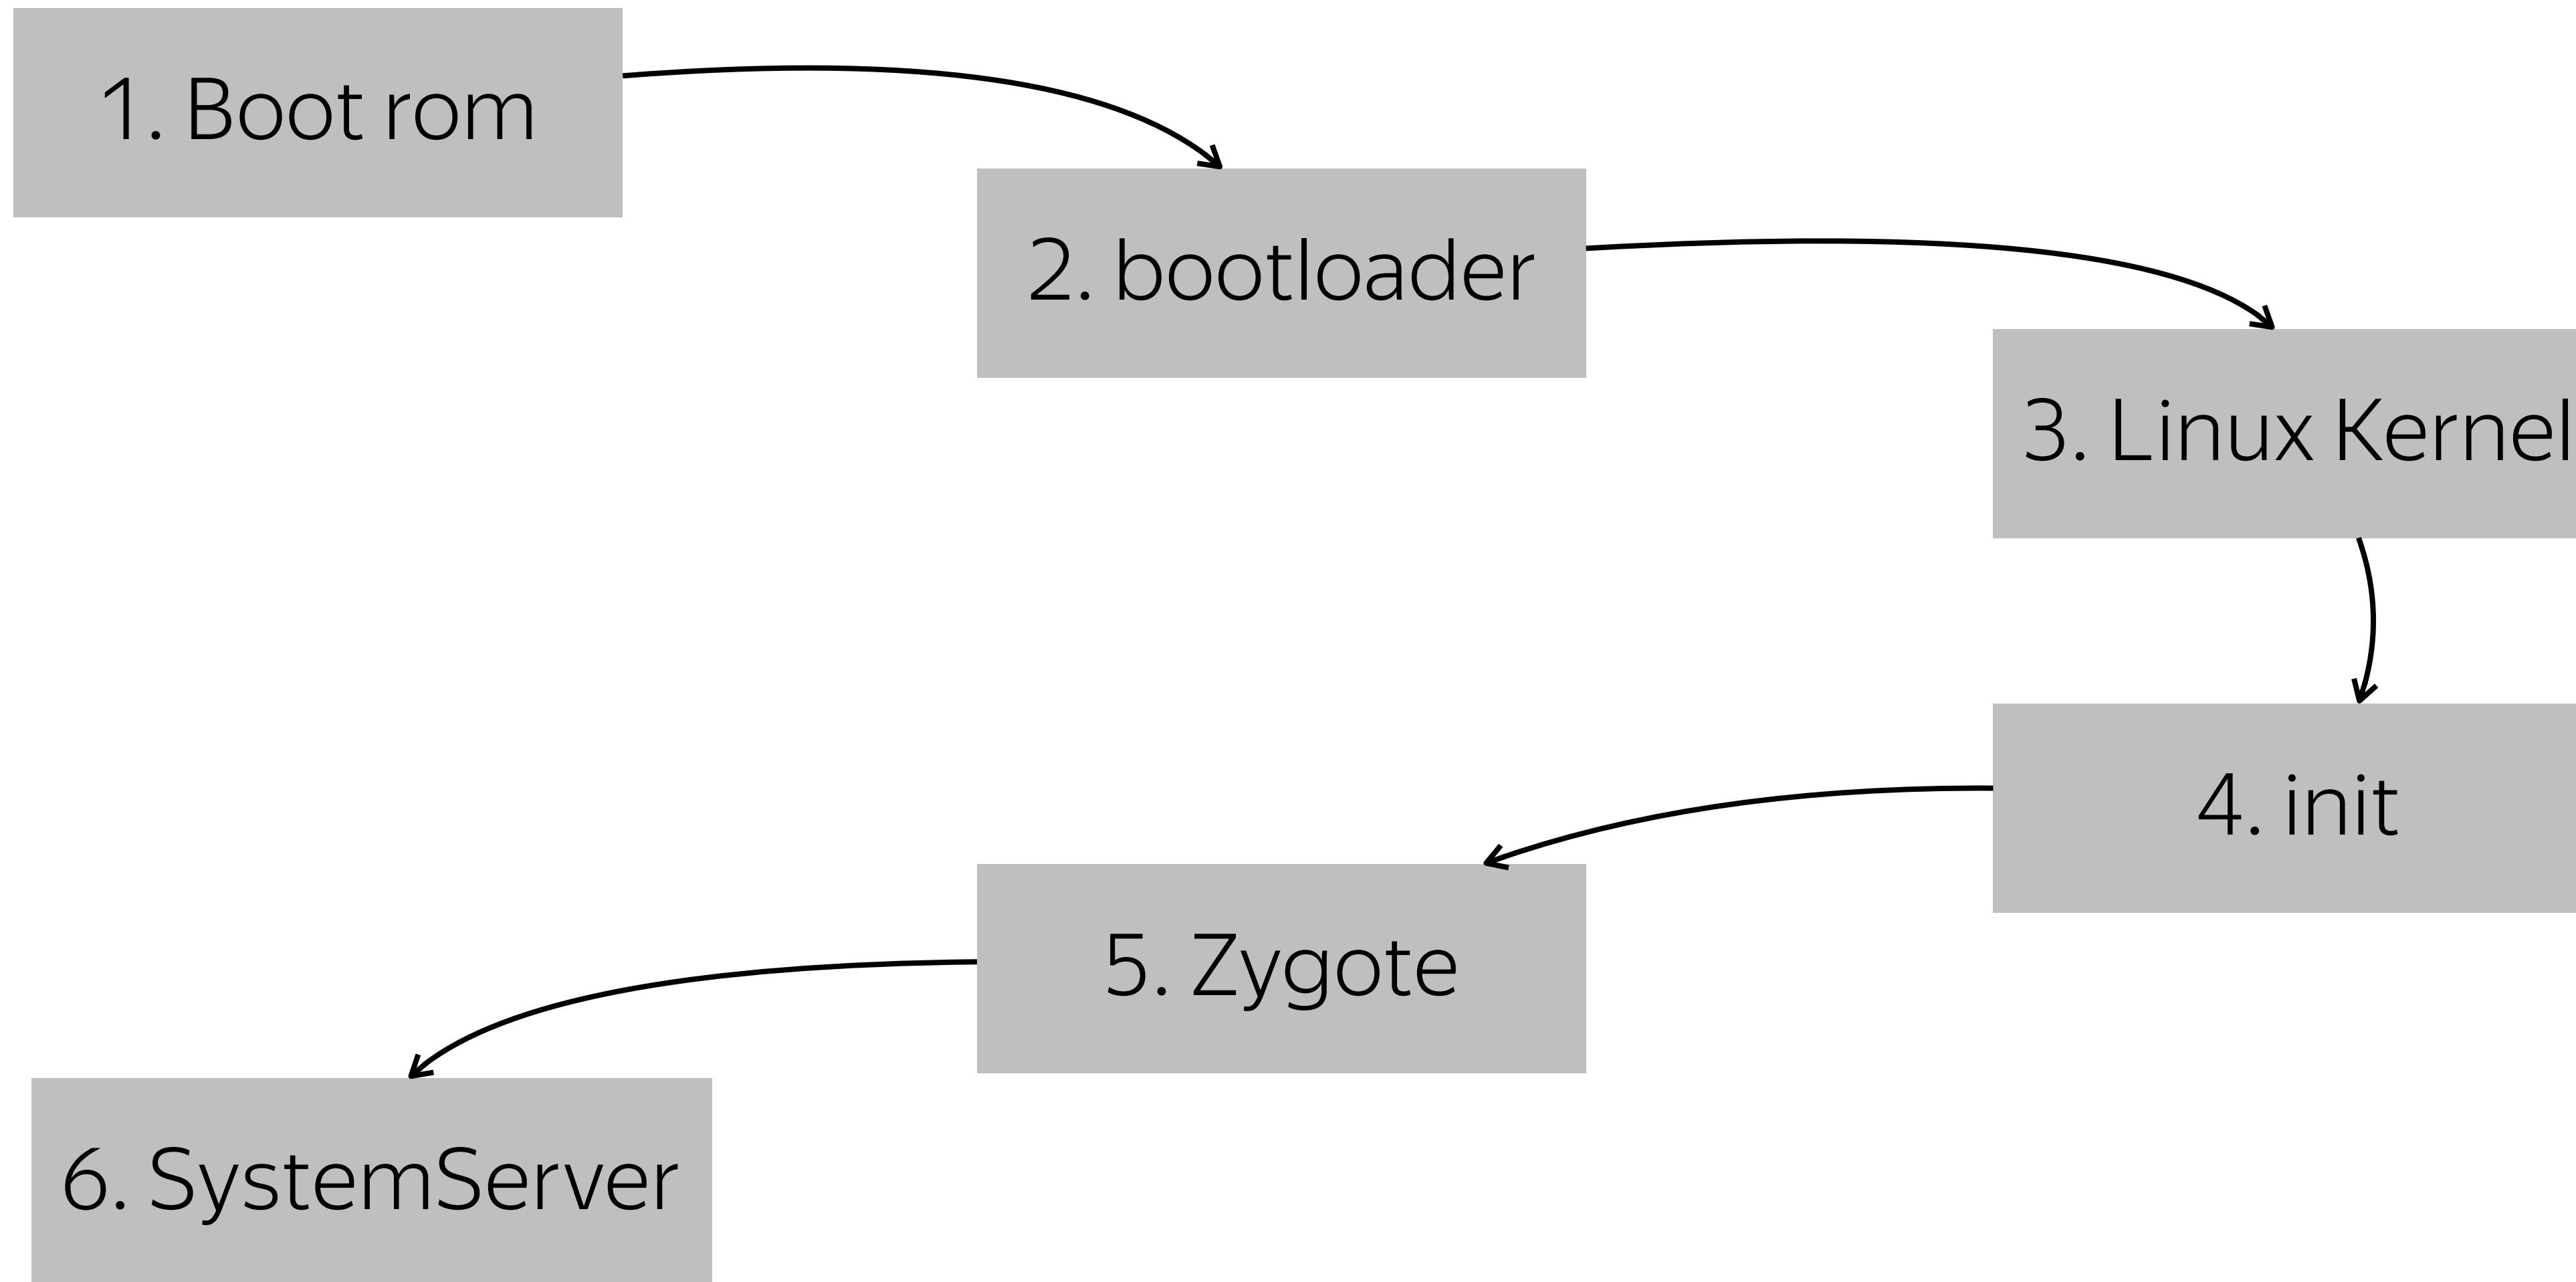 1. Boot rom
2. bootloader
3. Linux Kernel
4. init
5. Zygote
6. SystemServer